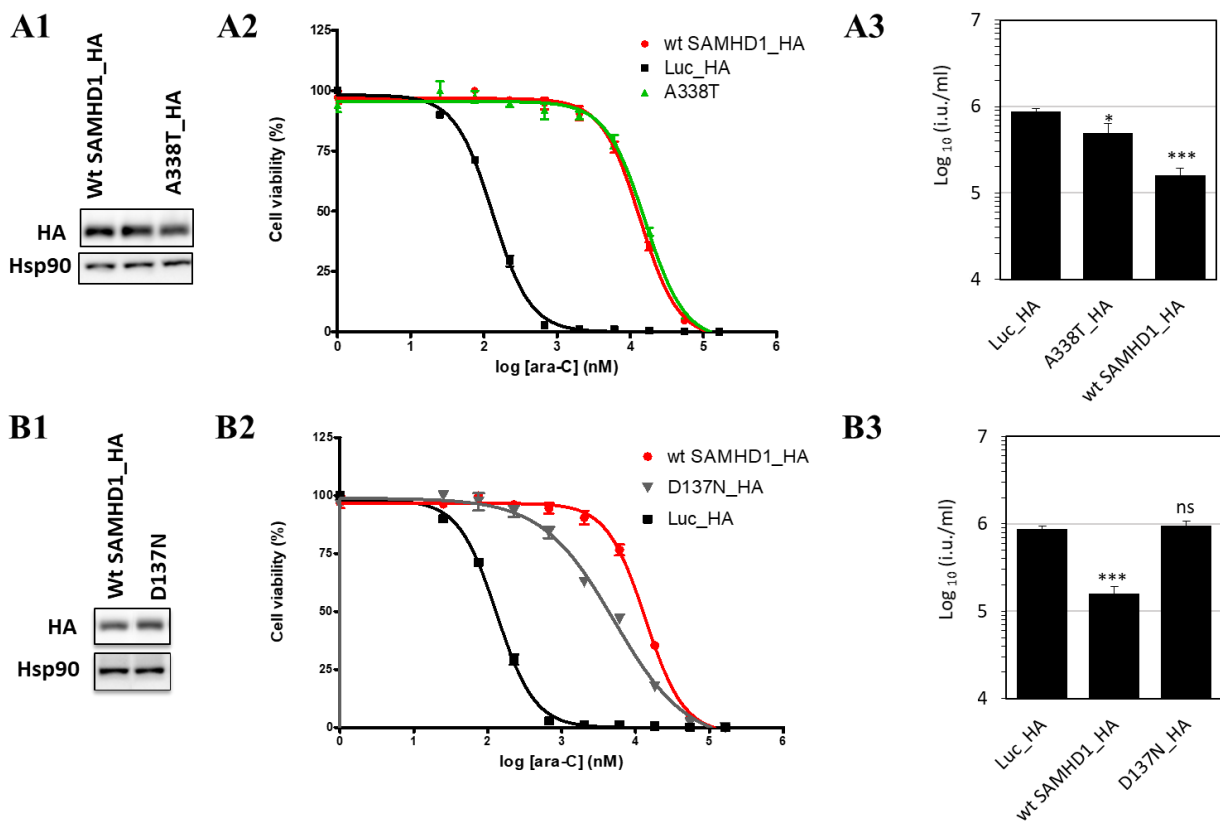 A1
Wt SAMHD1_HA
A338T_HA
HA
Hsp90
A2
125
100
75
50
25
0
Cell viability (%)
0
1
2
3
4
5
6
log [ara-C] (nM)
wt SAMHD1_HA
Luc_HA
A338T
A3
7
6
5
4
Log 10 (i.u./ml)
*
***
Luc_HA
A338T_HA
wt SAMHD1_HA
B1
Wt SAMHD1_HA
D137N
HA
Hsp90
B2
125
100
75
50
25
0
Cell viability (%)
0
1
2
3
4
5
6
log [ara-C] (nM)
wt SAMHD1_HA
D137N_HA
Luc_HA
B3
7
6
5
4
Log 10 (i.u./ml)
***
ns
Luc_HA
wt SAMHD1_HA
D137N_HA